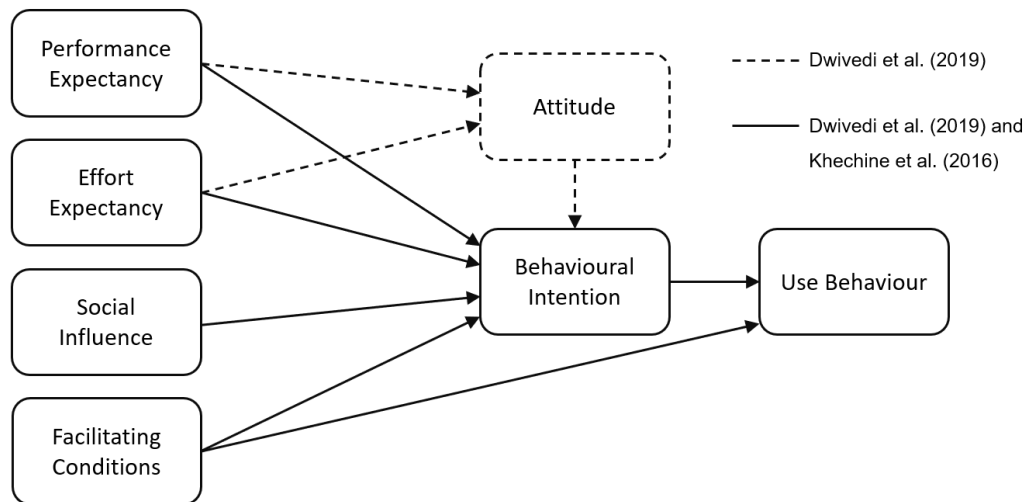 Performance
Expectancy
Effort
Expectancy
Social
Influence
Facilitating
Conditions
Attitude
Behavioural
Intention
Use Behaviour
Dwivedi et al. (2019)
Dwivedi et al. (2019) and
Khechine et al. (2016)